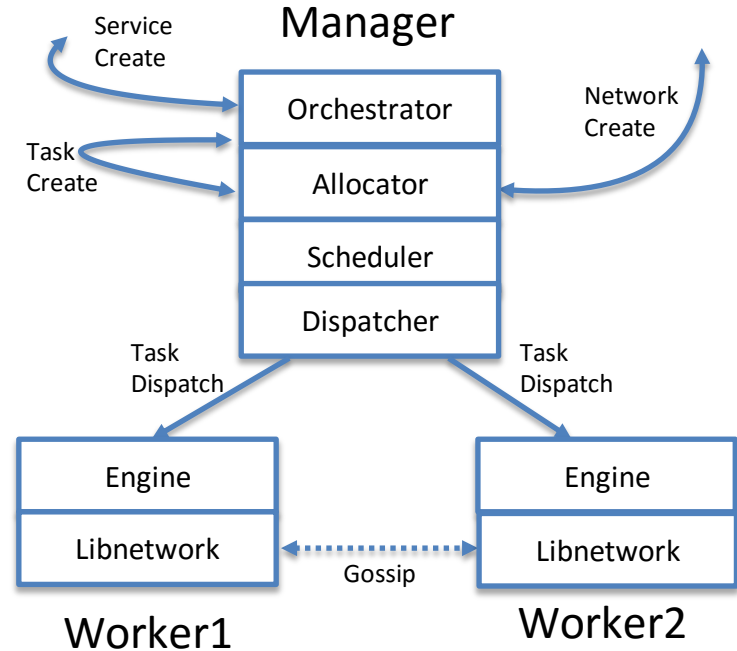 Manager
Service
Create
Orchestrator
Network
Create
Task
Create
Allocator
Scheduler
Dispatcher
Task
Dispatch
Task
Dispatch
Engine
Engine
Libnetwork
Libnetwork
Gossip
Worker1
Worker2